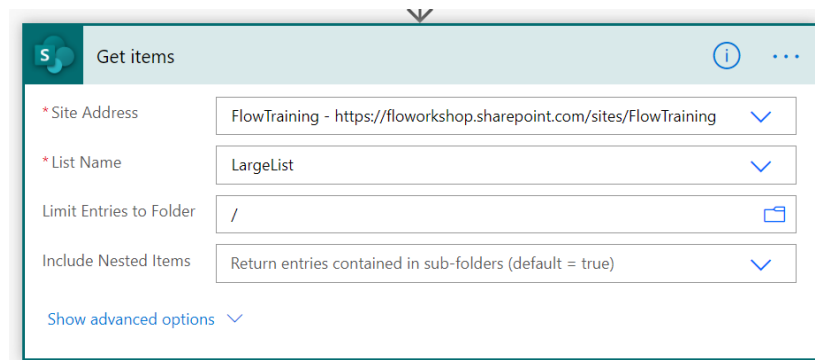 S
Get items
* Site Address
FlowTraining - https://floworkshop.sharepoint.com/sites/FlowTraining
* List Name
LargeList
Limit Entries to Folder
/
Include Nested Items
Return entries contained in sub-folders (default = true)
Show advanced options